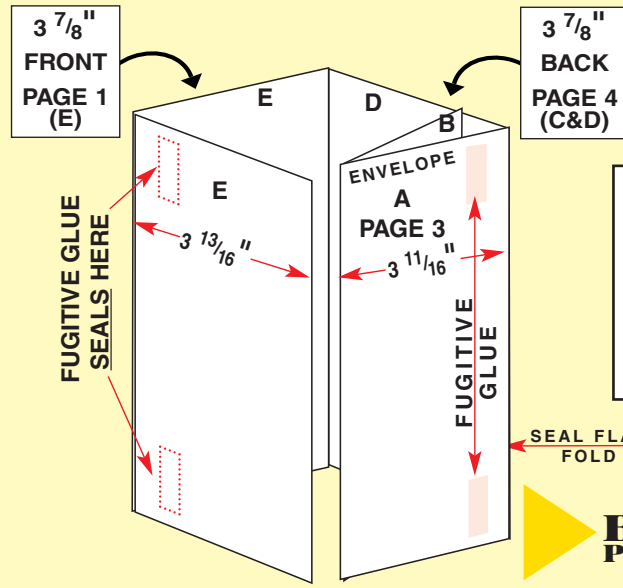 3 7/8"
FRONT
PAGE 1
(E)
3 7/8"
BACK
PAGE 4
(C&D)
E
D
B
ENVELOPE
A
PAGE 3
E
3 13/16"
3 11/16"
FUGITIVE GLUE
SEALS HERE
FUGITIVE
GLUE
SEAL FLA
FOLD
P